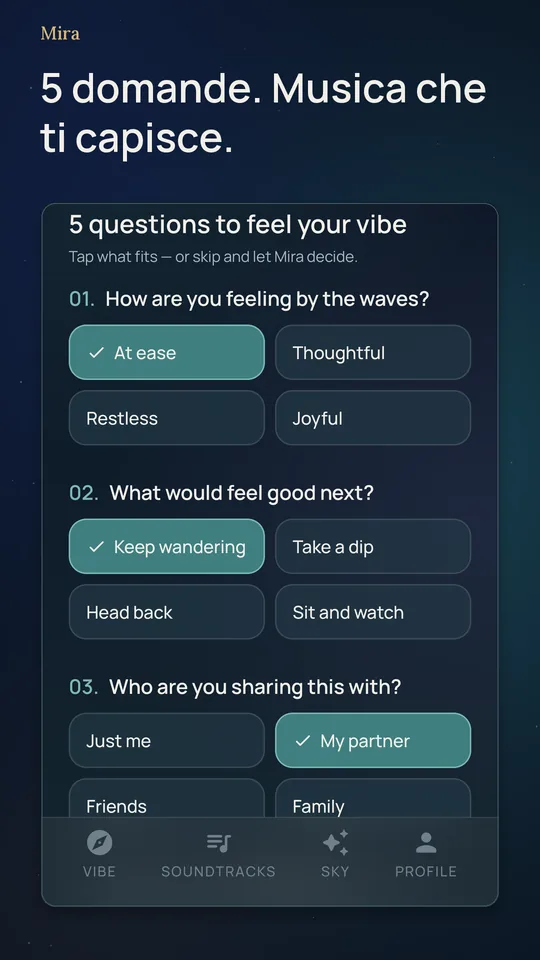 Mira
5 domande. Musica che
ti capisce.
5 questions to feel your vibe
Tap what fits — or skip and let Mira decide.
01. How are you feeling by the waves?
At ease
Thoughtful
Restless
Joyful
02. What would feel good next?
Keep wandering
Take a dip
Head back
Sit and watch
03. Who are you sharing this with?
Just me
My partner
Friends
Family
VIBE
SOUNDTRACKS
SKY
PROFILE